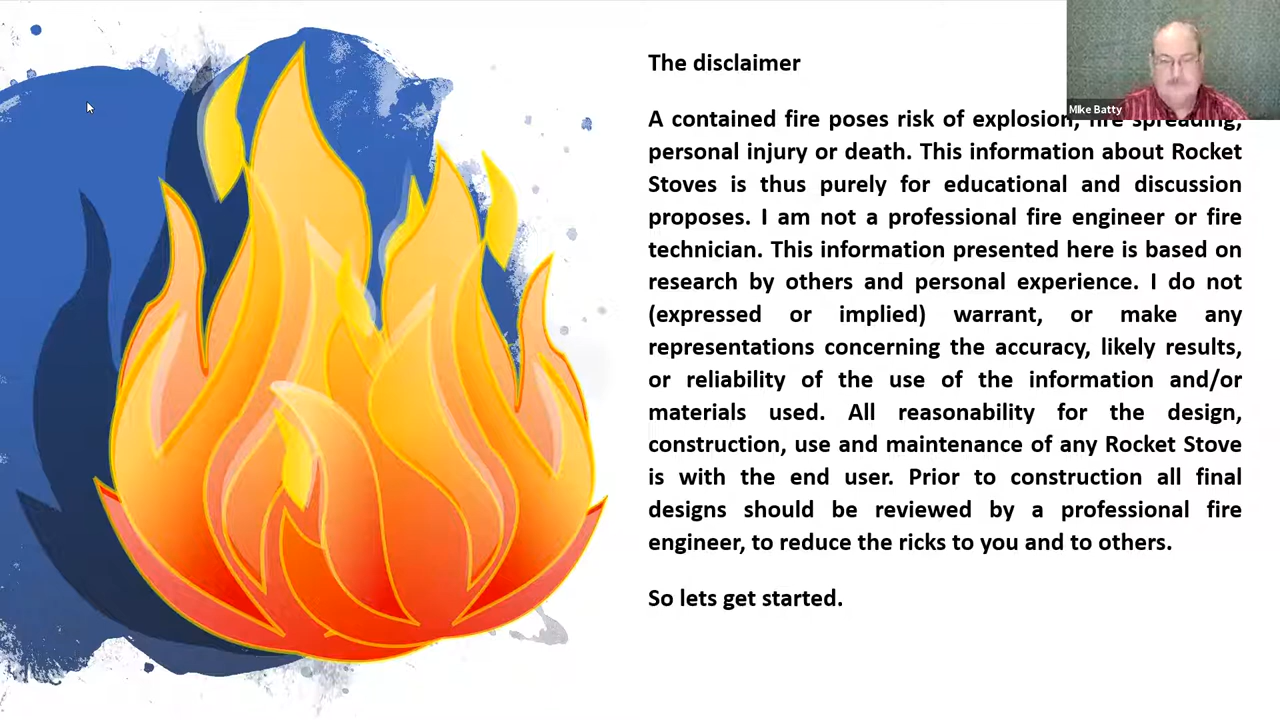 The disclaimer
Mike Batty
A contained fire poses risk of explosion, fire spreading,
personal injury or death. This information about Rocket
Stoves is thus purely for educational and discussion
proposes. I am not a professional fire engineer or fire
technician. This information presented here is based on
research by others and personal experience. I do not
(expressed or implied) warrant, or make any
representations concerning the accuracy, likely results,
or reliability of the use of the information and/or
materials used. All reasonability for the design,
construction, use and maintenance of any Rocket Stove
is with the end user. Prior to construction all final
designs should be reviewed by a professional fire
engineer, to reduce the ricks to you and to others.
So lets get started.